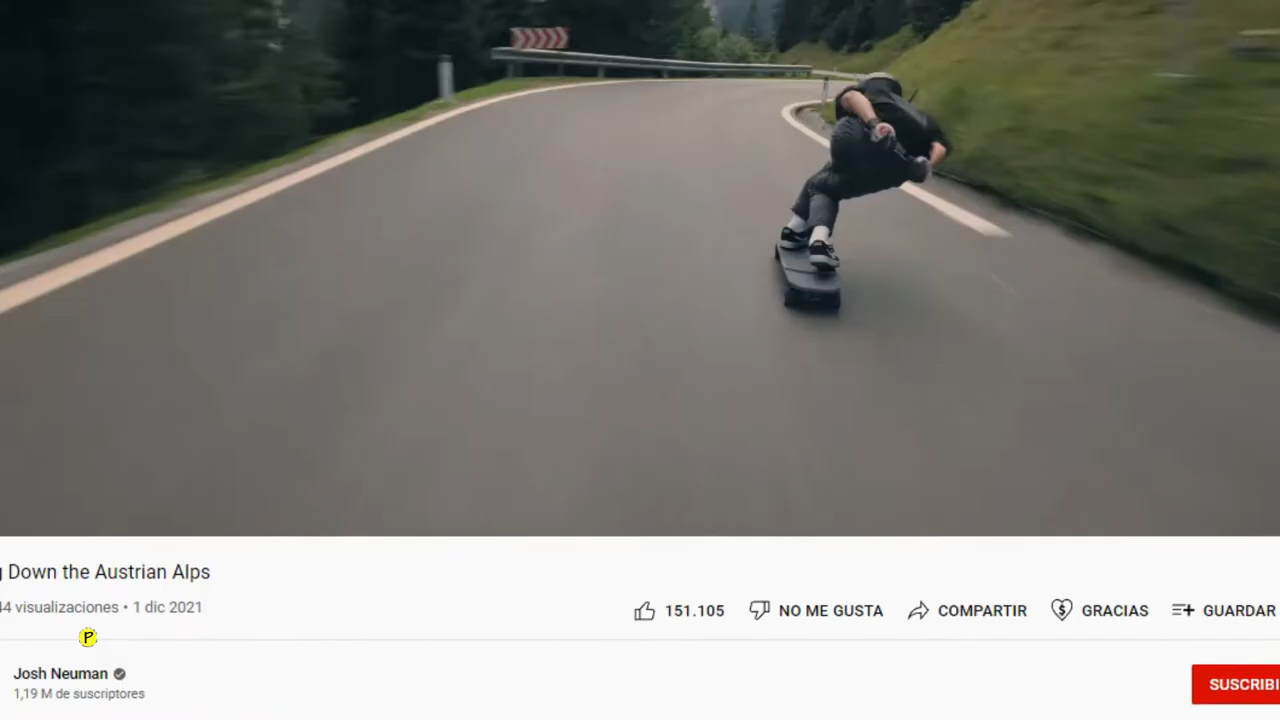 Down the Austrian Alps
44 visualizaciones • 1 dic 2021
151.105 NO ME GUSTA COMPARTIR GRACIAS GUARDAR
P
Josh Neuman
1,19 M de suscriptores
SUSCRIBI